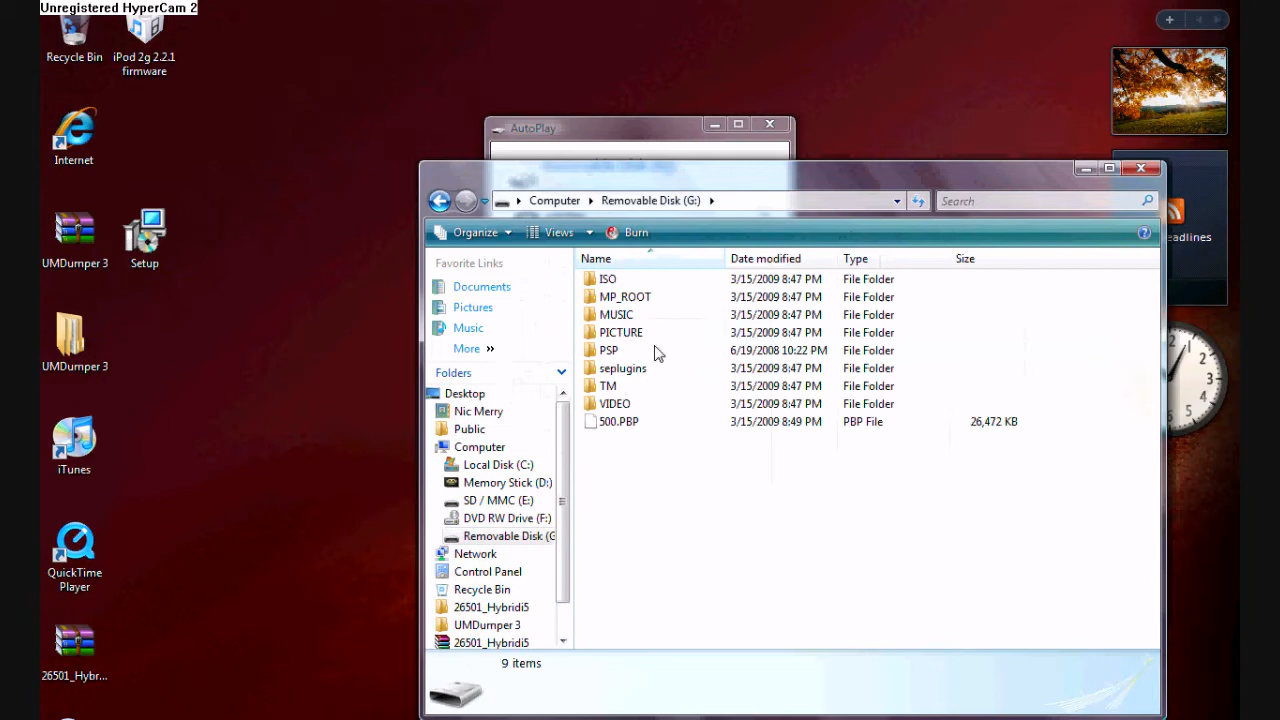 Unregistered HyperCam 2
Recycle Bin
iPod 2g 2.2.1
firmware
Internet
UMDumper 3
Setup
UMDumper 3
iTunes
QuickTime
Player
26501_Hybr...
AutoPlay
Computer Removable Disk (G:)
Search
Organize Views Burn
Favorite Links
Documents
Pictures
Music
More »
Folders
Desktop
Nic Merry
Public
Computer
Local Disk (C:)
Memory Stick (D:)
SD / MMC (E:)
DVD RW Drive (F:)
Removable Disk (G
Network
Control Panel
Recycle Bin
26501_Hybridi5
UMDumper 3
26501_Hybridi5
Name Date modified Type Size
ISO 3/15/2009 8:47 PM File Folder
MP_ROOT 3/15/2009 8:47 PM File Folder
MUSIC 3/15/2009 8:47 PM File Folder
PICTURE 3/15/2009 8:47 PM File Folder
PSP 6/19/2008 10:22 PM File Folder
seplugins 3/15/2009 8:47 PM File Folder
TM 3/15/2009 8:47 PM File Folder
VIDEO 3/15/2009 8:47 PM File Folder
500.PBP 3/15/2009 8:49 PM PBP File 26,472 KB
9 items
eadlines